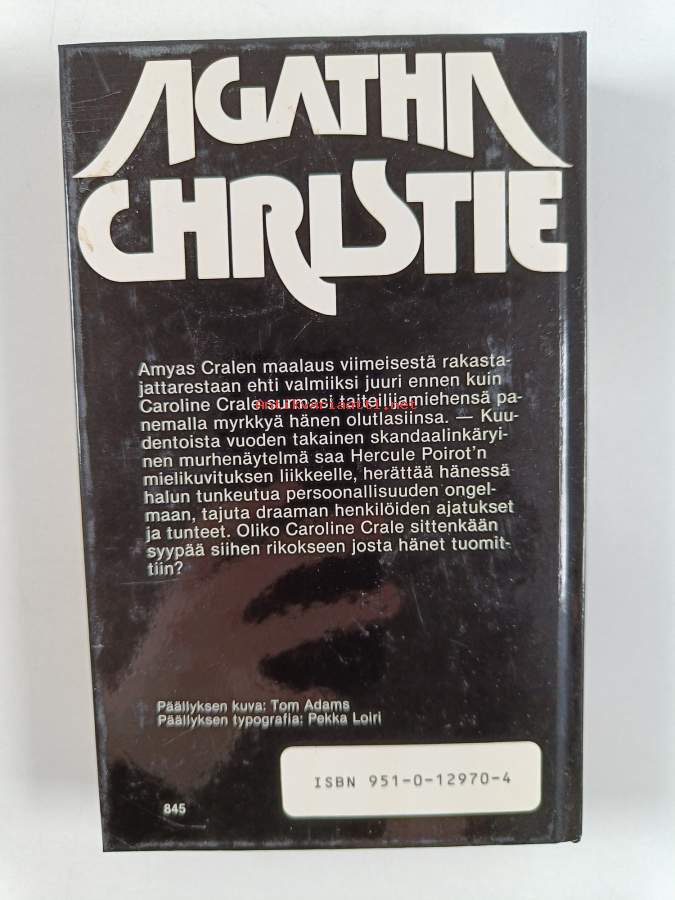 AGATHA
CHRISTIE
Amyas Cralen maalaus viimeisestä rakasta-
jattarestaan ehti valmiiksi juuri ennen kuin
Caroline Crale surmasi taiteilijamiehensä pa-
nemalla myrkkyä hänen olutlasiinsa. — Kuu-
dentoista vuoden takainen skandaalinkäryi-
nen murhenäytelmä saa Hercule Poirot'n
mielikuvituksen liikkeelle, herättää hänessä
halun tunkeutua persoonallisuuden ongel-
maan, tajuta draaman henkilöiden ajatukset
ja tunteet. Oliko Caroline Crale sittenkään
syypää siihen rikokseen josta hänet tuomit-
tiin?
Päällyksen kuva: Tom Adams
Päällyksen typografia: Pekka Loiri
ISBN 951-0-12970-4
845